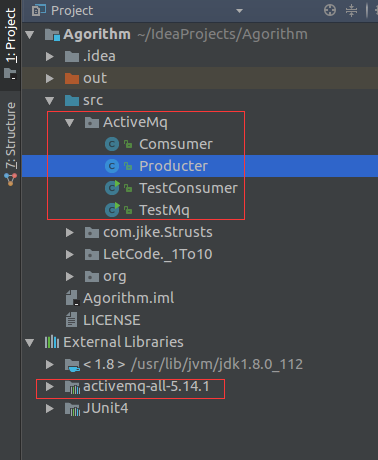 Project
1: Project
7: Structure
Agorithm ~/IdeaProjects/Agorithm
.idea
out
src
ActiveMq
Comsumer
Producter
TestConsumer
TestMq
com.jike.Strusts
LetCode._1To10
org
Agorithm.iml
LICENSE
External Libraries
< 1.8 > /usr/lib/jvm/jdk1.8.0_112
activemq-all-5.14.1
JUnit4